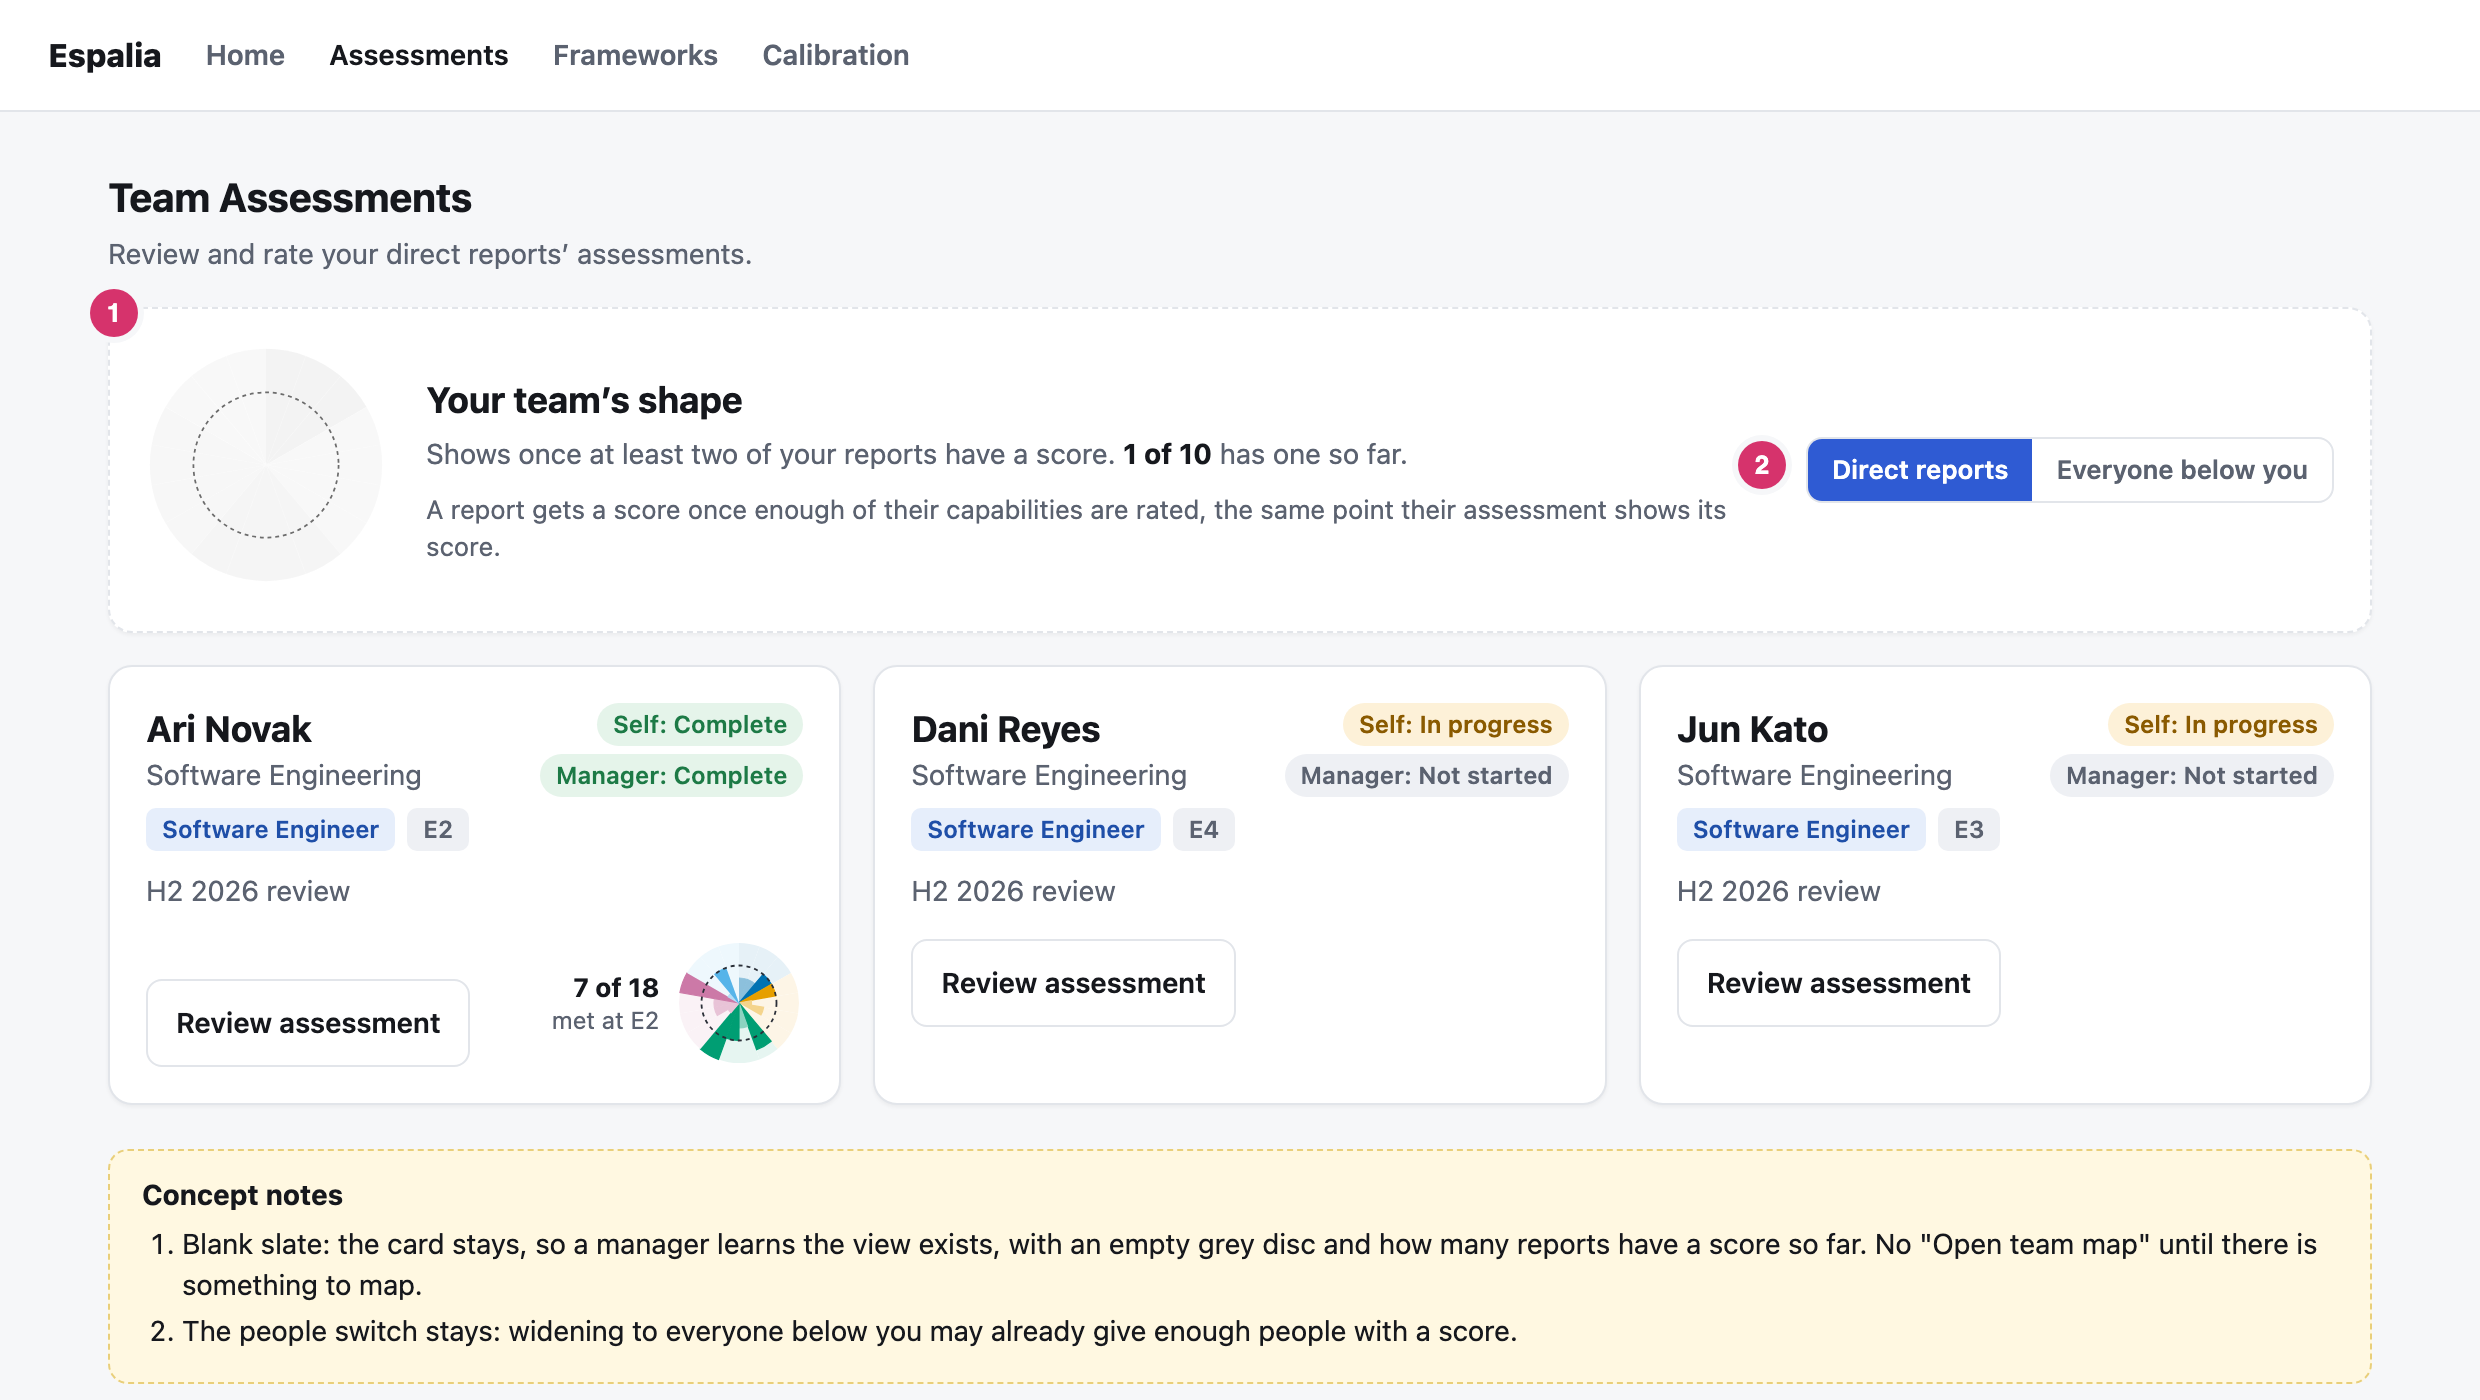 Espalia Home Assessments Frameworks Calibration
Team Assessments
Review and rate your direct reports’ assessments.
1
Your team’s shape
Shows once at least two of your reports have a score. 1 of 10 has one so far.
A report gets a score once enough of their capabilities are rated, the same point their assessment shows its
score.
2
Direct reports Everyone below you
Ari Novak
Self: Complete
Software Engineering
Manager: Complete
Software Engineer E2
H2 2026 review
Review assessment
7 of 18
met at E2
Dani Reyes
Self: In progress
Software Engineering
Manager: Not started
Software Engineer E4
H2 2026 review
Review assessment
Jun Kato
Self: In progress
Software Engineering
Manager: Not started
Software Engineer E3
H2 2026 review
Review assessment
Concept notes
1. Blank slate: the card stays, so a manager learns the view exists, with an empty grey disc and how many reports have a score so far. No "Open team map" until there is
something to map.
2. The people switch stays: widening to everyone below you may already give enough people with a score.